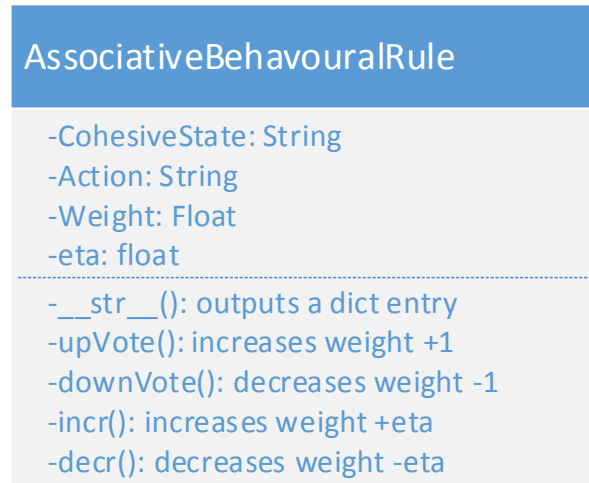 AssociativeBehavouralRule
-CohesiveState: String
-Action: String
-Weight: Float
-eta: float
-__str__(): outputs a dict entry
-upVote(): increases weight +1
-downVote(): decreases weight -1
-incr(): increases weight +eta
-decr(): decreases weight -eta